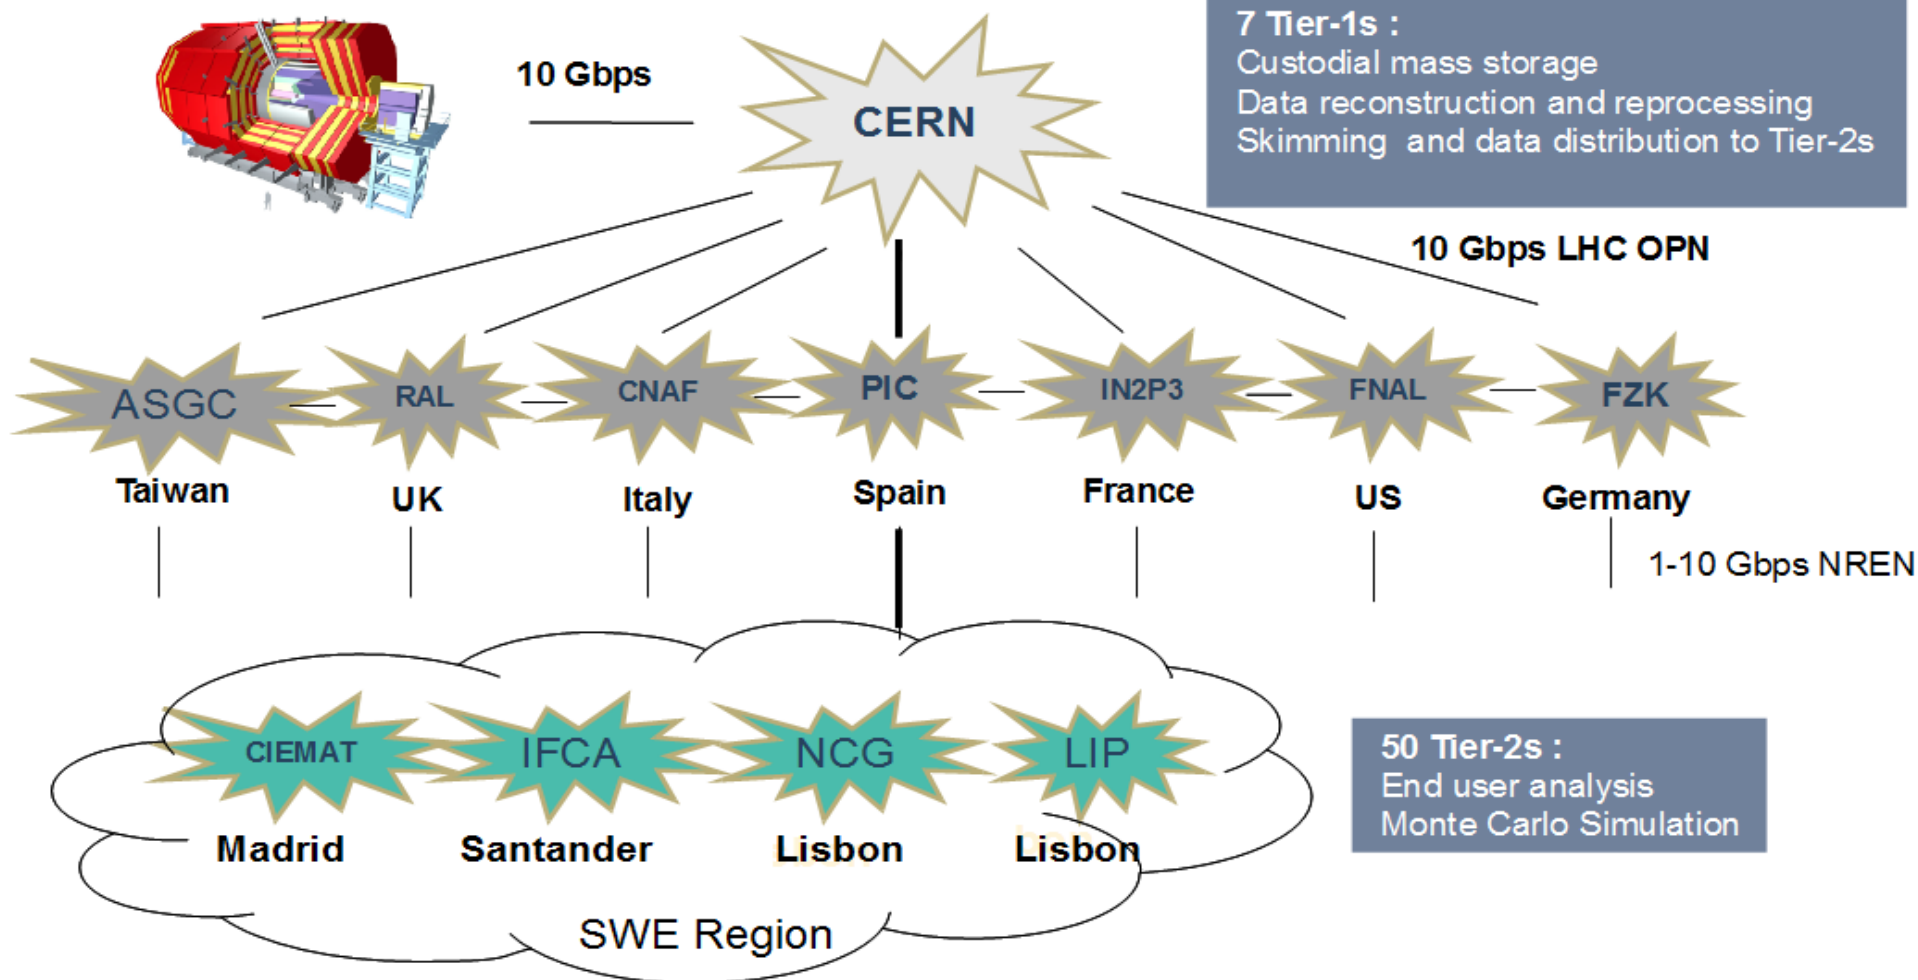 7 Tier-1s :
Custodial mass storage
Data reconstruction and reprocessing
Skimming and data distribution to Tier-2s
10 Gbps
CERN
10 Gbps LHC OPN
ASGC
RAL
CNAF
PIC
IN2P3
FNAL
FZK
Taiwan
UK
Italy
Spain
France
US
Germany
1-10 Gbps NREN
CIEMAT
IFCA
NCG
LIP
Madrid
Santander
Lisbon
Lisbon
50 Tier-2s :
End user analysis
Monte Carlo Simulation
SWE Region